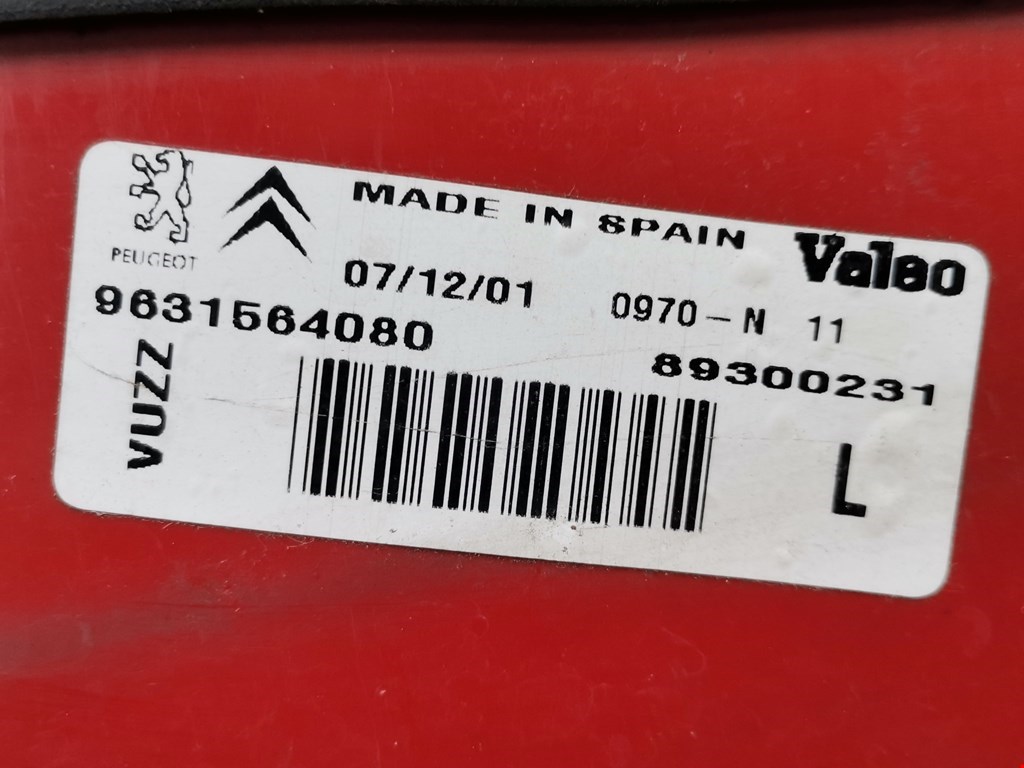 PEUGEOT
MADE IN SPAIN
Valeo
07/12/01
0970-N 11
9631564080
89300231
VUZZ
L